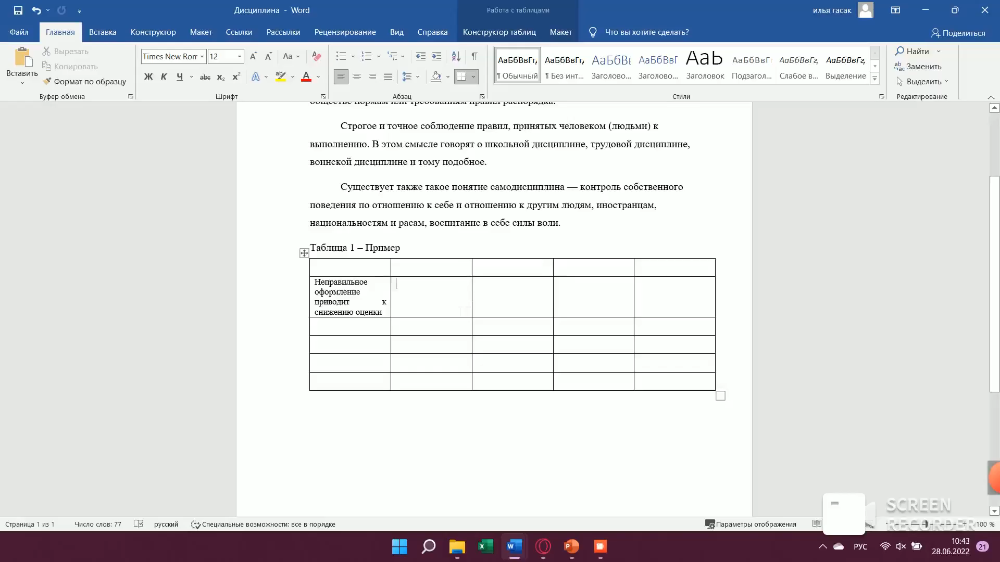 Дисциплина - Word
Работа с таблицами
илья гасак
Файл
Главная
Вставка
Конструктор
Макет
Ссылки
Рассылки
Рецензирование
Вид
Справка
Конструктор таблиц
Макет
Что вы хотите сделать?
Поделиться
Вставить
Вырезать
Копировать
Формат по образцу
Буфер обмена
Times New Ron
12
Aa
Ж К Ч abc x₂ x²
Шрифт
Абзац
АаБбВвГг,
¶ Обычный
АаБбВвГг,
¶ Без инт...
АаБбВв
Заголово...
АаБбВвГ
Заголово...
АаЬ
Заголовок
АаБбВвГг
Подзагол...
АаБбВвГг,
Слабое в...
АаБбВвГг,
Выделение
Стили
Найти
Заменить
Выделить
Редактирование
обществе нормам или требованиям правил распорядка.
Строгое и точное соблюдение правил, принятых человеком (людьми) к
выполнению. В этом смысле говорят о школьной дисциплине, трудовой дисциплине,
воинской дисциплине и тому подобное.
Существует также такое понятие самодисциплина — контроль собственного
поведения по отношению к себе и отношению к другим людям, иностранцам,
национальностям и расам, воспитание в себе силы воли.
Таблица 1 – Пример
Неправильное
оформление
приводит к
снижению оценки
SCREEN
RECORDER
Страница 1 из 1
Число слов: 77
русский
Специальные возможности: все в порядке
Параметры отображения
100 %
РУС
10:43
28.06.2022
21